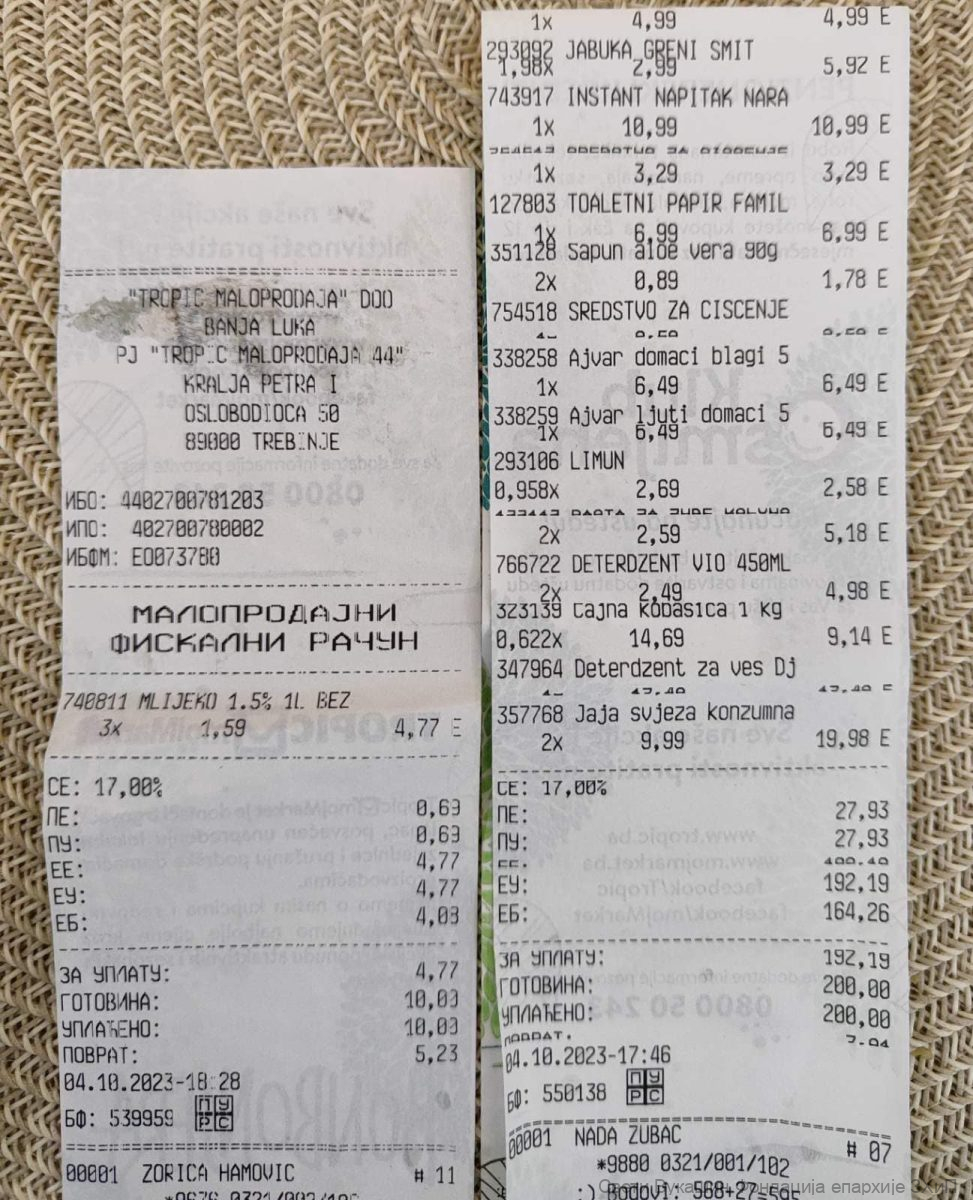 "TROPIC MALOPRODAJA" DOO
BANJA LUKA
PJ "TROPIC MALOPRODAJA 44"
KRALJA PETRA I
OSLOBODIOCA 50
89000 TREBINJE
ИБО: 4402700781203
ИПО: 402700780002
ИБФМ: EO073780
МАЛОПРОДАЈНИ
ФИСКАЛНИ РАЧУН
740811 MLIJEKO 1.5% 1L BEZ
3x 1,59 4,77 E
СЕ: 17,00%
ПЕ: 0,69
ПУ: 0,69
ЕЕ: 4,77
ЕУ: 4,77
ЕБ: 4,08
ЗА УПЛАТУ: 4,77
ГОТОВИНА: 10,00
УПЛАЋЕНО: 10,00
ПОВРАТ: 5,23
04.10.2023-18:28
БФ: 539959 ПУ РС
00001 ZORICA HAMOVIC # 11
1x 4,99 4,99 E
293092 JABUKA GRENI SMIT
1,98x 2,99 5,92 E
743917 INSTANT NAPITAK NARA
1x 10,99 10,99 E
1x 3,29 3,29 E
127803 TOALETNI PAPIR FAMIL
1x 6,99 6,99 E
351128 Sapun aloe vera 90g
2x 0,89 1,78 E
754518 SREDSTVO ZA CISCENJE
338258 Ajvar domaci blagi 5
1x 6,49 6,49 E
338259 Ajvar ljuti domaci 5
1x 6,49 6,49 E
293106 LIMUN
0,958x 2,69 2,58 E
2x 2,59 5,18 E
766722 DETERDZENT VIO 450ML
2x 2,49 4,98 E
323139 Cajna kobasica 1 kg
0,622x 14,69 9,14 E
347964 Deterdzent za ves Dj
357768 Jaja svjeza konzumna
2x 9,99 19,98 E
СЕ: 17,00%
ПЕ: 27,93
ПУ: 27,93
ЕУ: 192,19
ЕБ: 164,26
ЗА УПЛАТУ: 192,19
ГОТОВИНА: 200,00
УПЛАЋЕНО: 200,00
04.10.2023-17:46
БФ: 550138 ПУ РС
00001 NADA ZUBAC # 07
*9880 0321/001/102